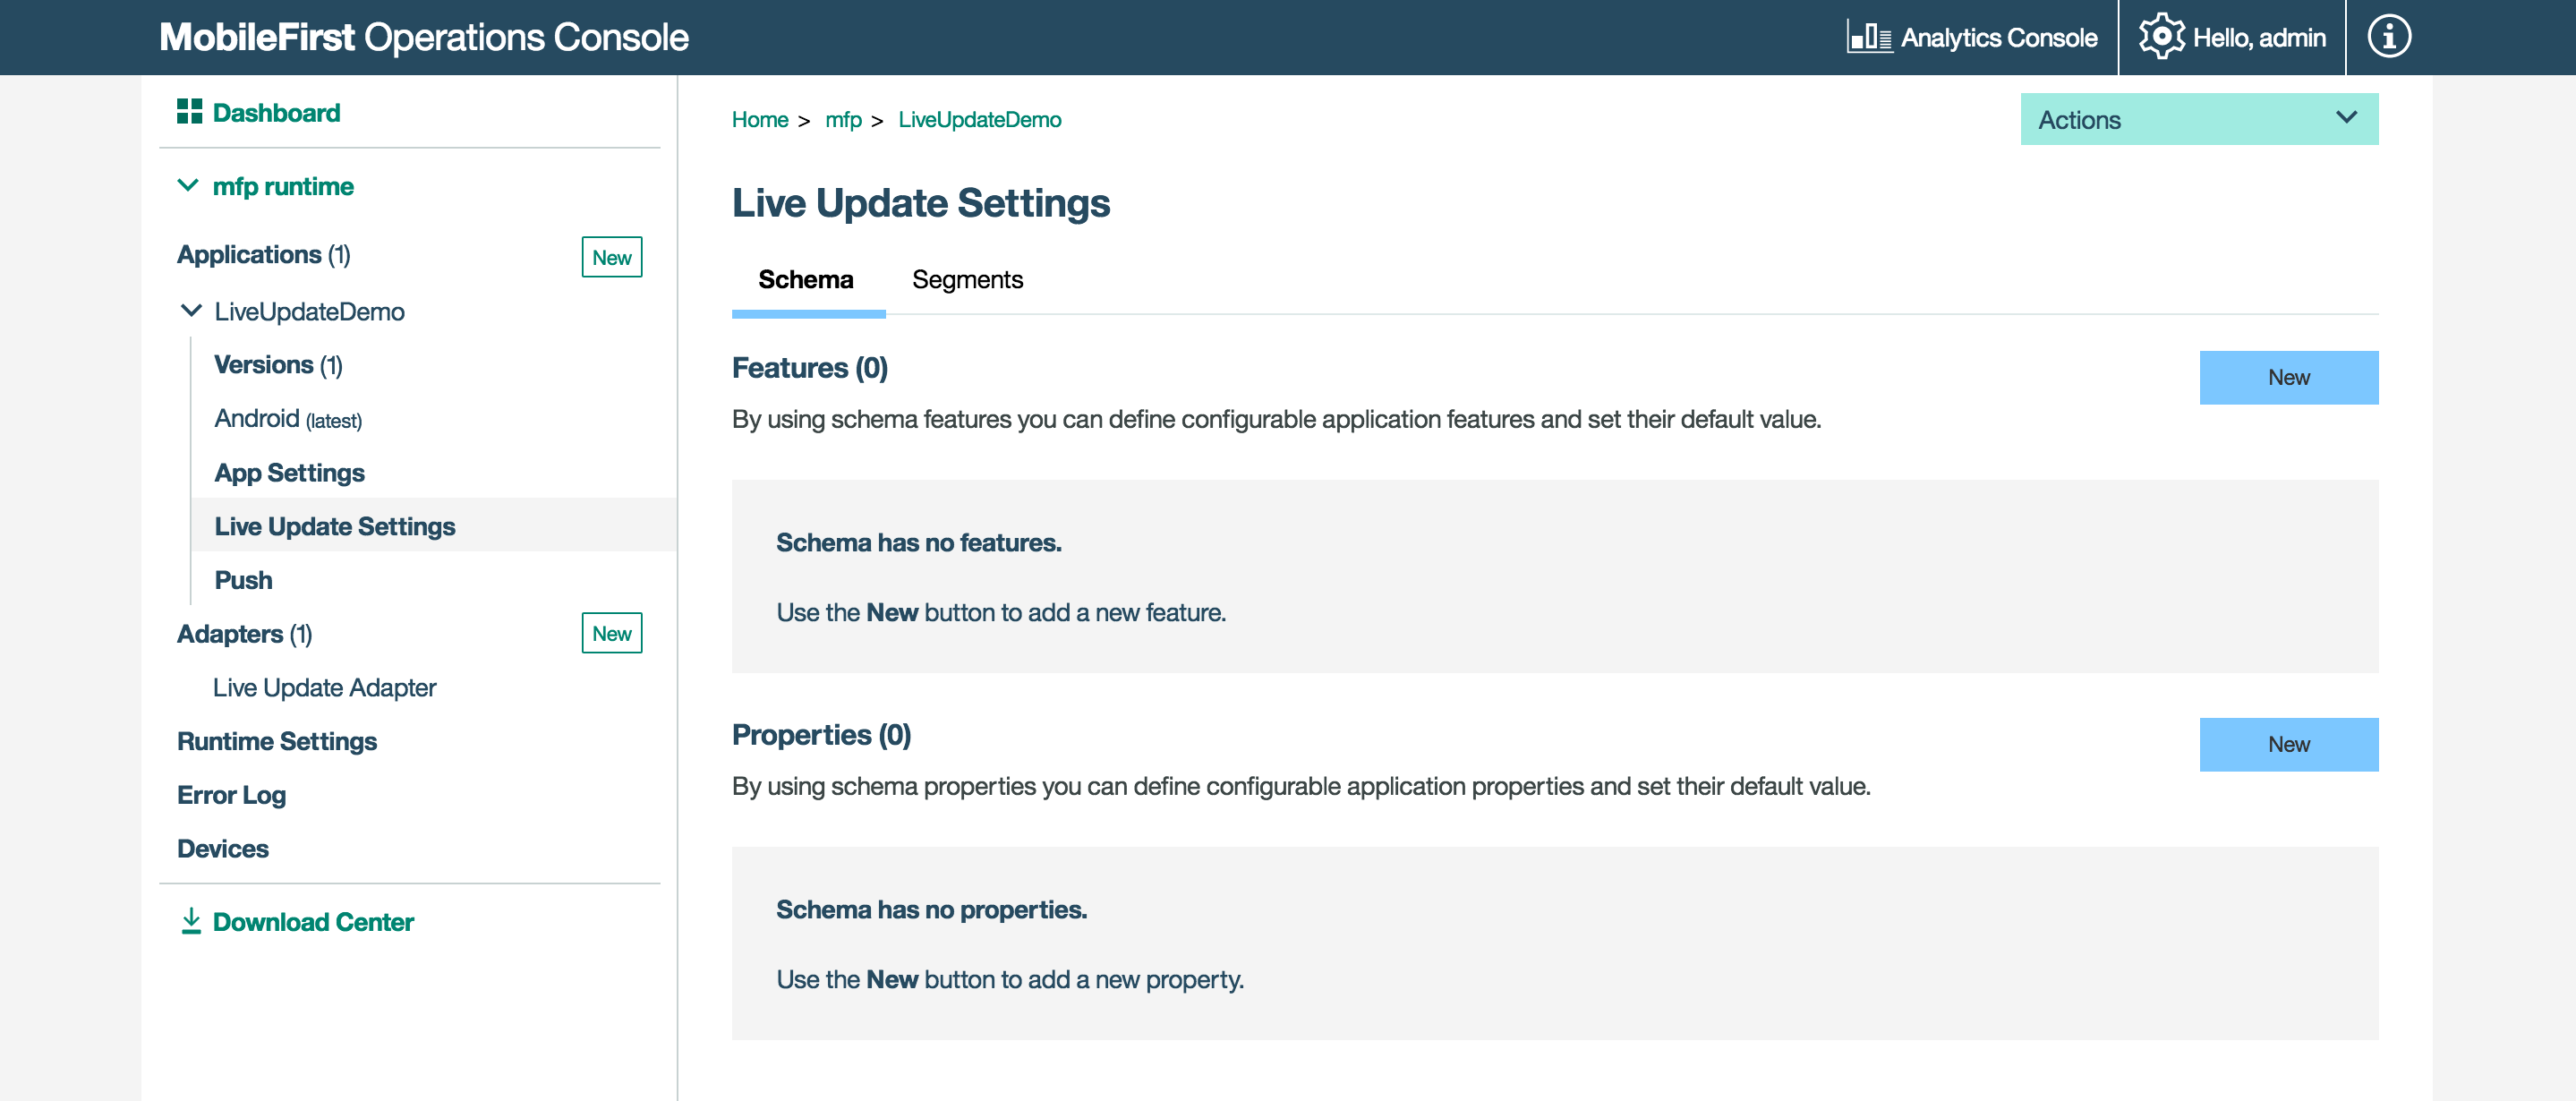 MobileFirst Operations Console
Analytics Console
Hello, admin
Dashboard
mfp runtime
Applications (1)
New
LiveUpdateDemo
Versions (1)
Android (latest)
App Settings
Live Update Settings
Push
Adapters (1)
New
Live Update Adapter
Runtime Settings
Error Log
Devices
Download Center
Home > mfp > LiveUpdateDemo
Actions
Live Update Settings
Schema
Segments
Features (0)
New
By using schema features you can define configurable application features and set their default value.
Schema has no features.
Use the New button to add a new feature.
Properties (0)
New
By using schema properties you can define configurable application properties and set their default value.
Schema has no properties.
Use the New button to add a new property.